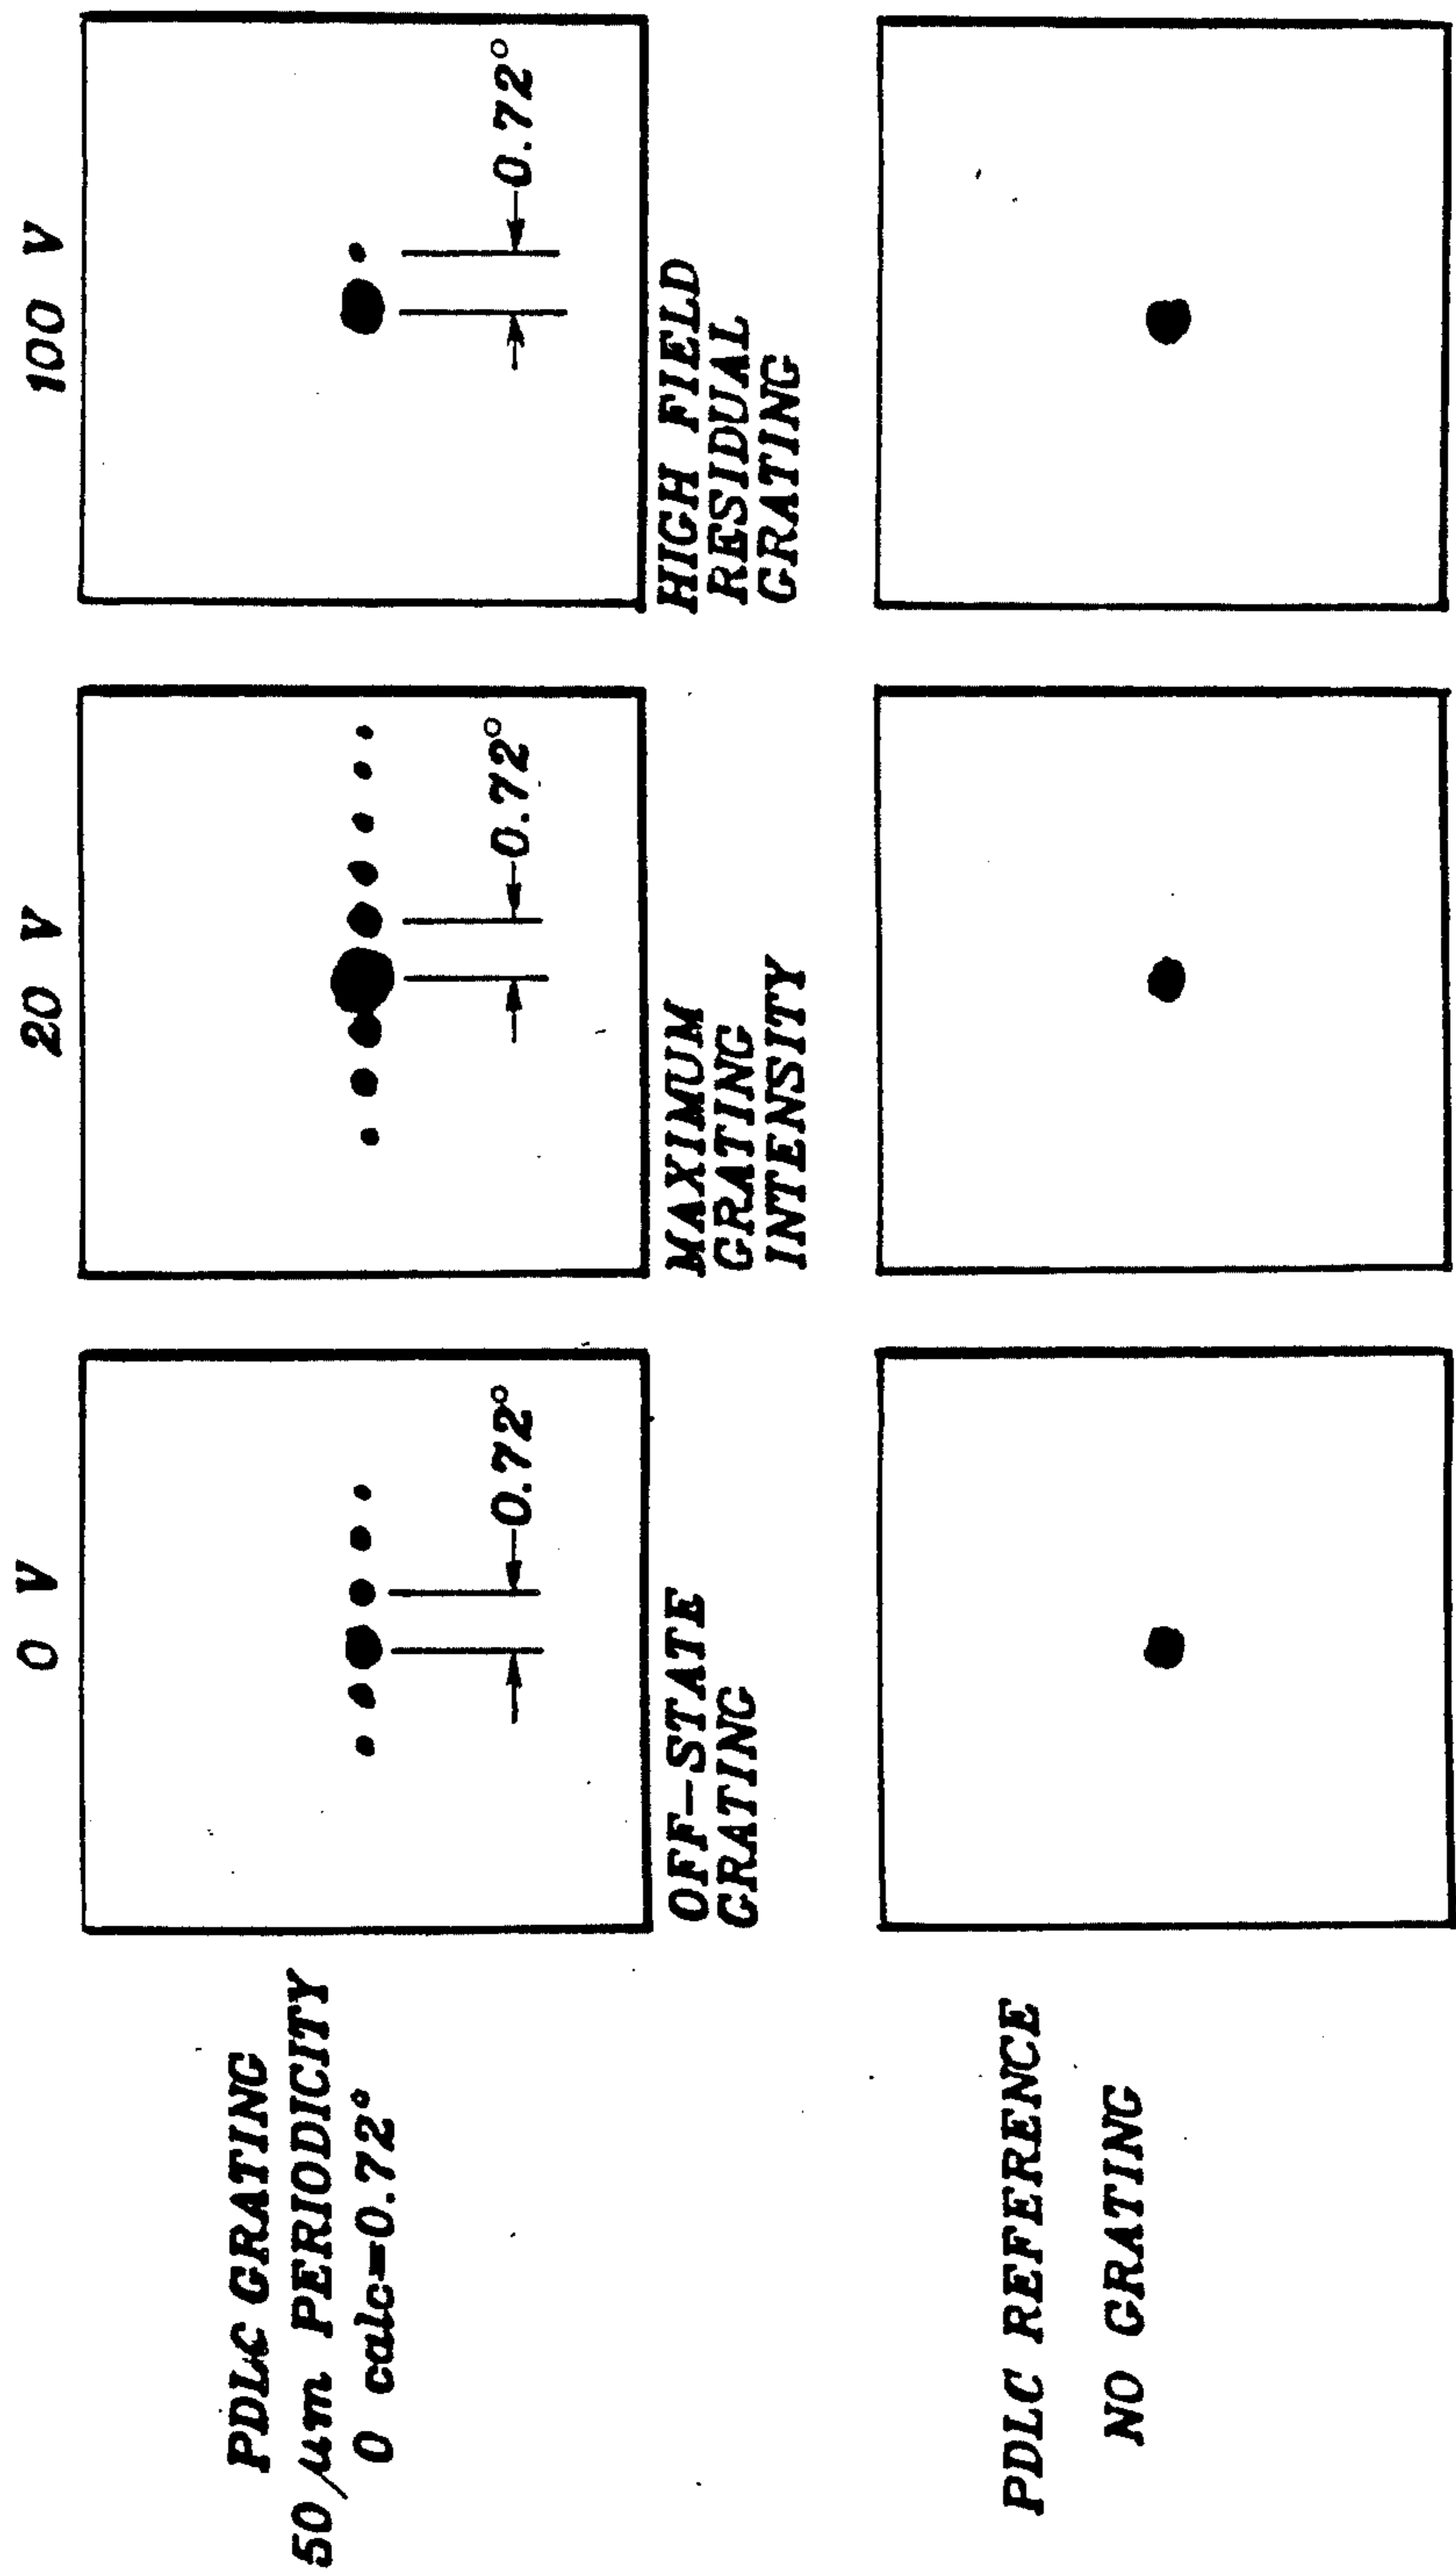 0 V
20 V
100 V
PDLC GRATING
50 μm PERIODICITY
0 calc=0.72°
0.72°
0.72°
0.72°
OFF-STATE
GRATING
MAXIMUM
GRATING
INTENSITY
HIGH FIELD
RESIDUAL
GRATING
PDLC REFERENCE
NO GRATING